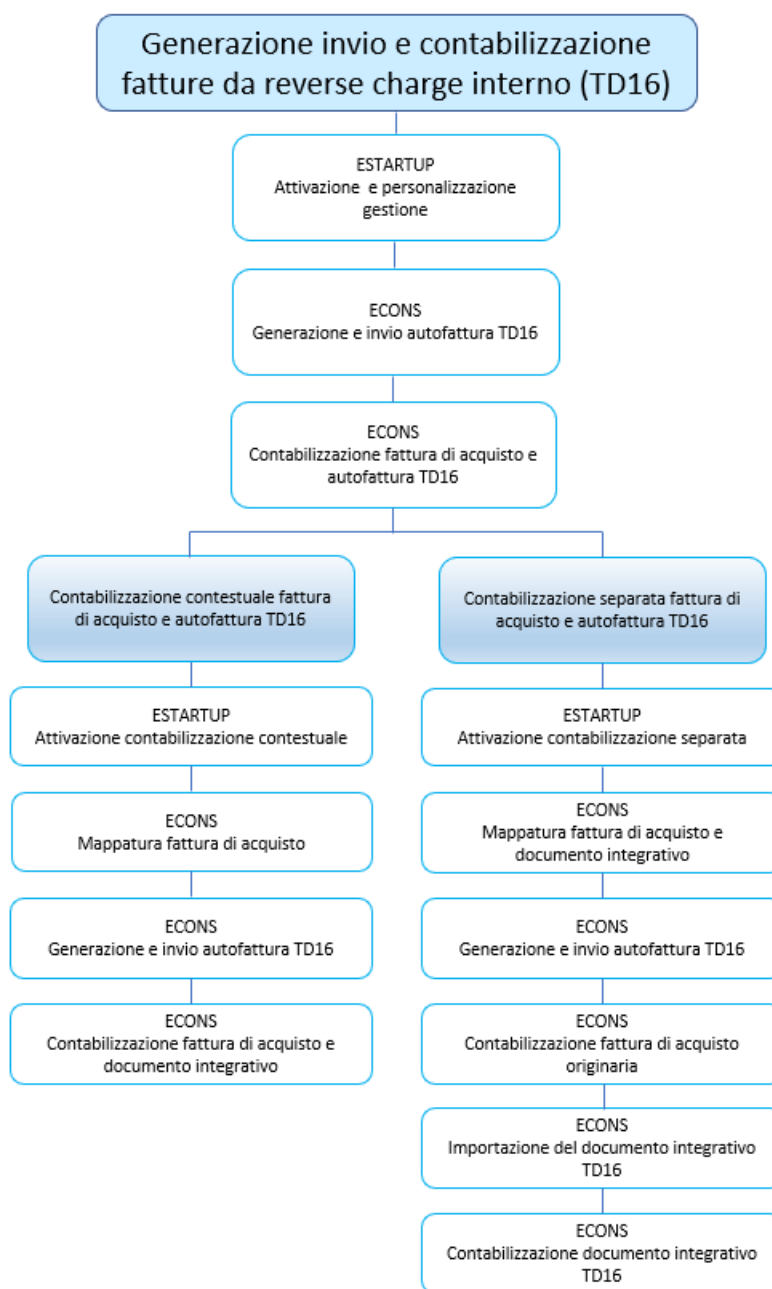 Generazione invio e contabilizzazione
fatture da reverse charge interno (TD16)
ESTARTUP
Attivazione e personalizzazione
gestione
ECONS
Generazione e invio autofattura TD16
ECONS
Contabilizzazione fattura di acquisto e
autofattura TD16
Contabilizzazione contestuale fattura
di acquisto e autofattura TD16
ESTARTUP
Attivazione contabilizzazione contestuale
ECONS
Mappatura fattura di acquisto
ECONS
Generazione e invio autofattura TD16
ECONS
Contabilizzazione fattura di acquisto e
documento integrativo
Contabilizzazione separata fattura di
acquisto e autofattura TD16
ESTARTUP
Attivazione contabilizzazione separata
ECONS
Mappatura fattura di acquisto e
documento integrativo
ECONS
Generazione e invio autofattura TD16
ECONS
Contabilizzazione fattura di acquisto
originaria
ECONS
Importazione del documento integrativo
TD16
ECONS
Contabilizzazione documento integrativo
TD16